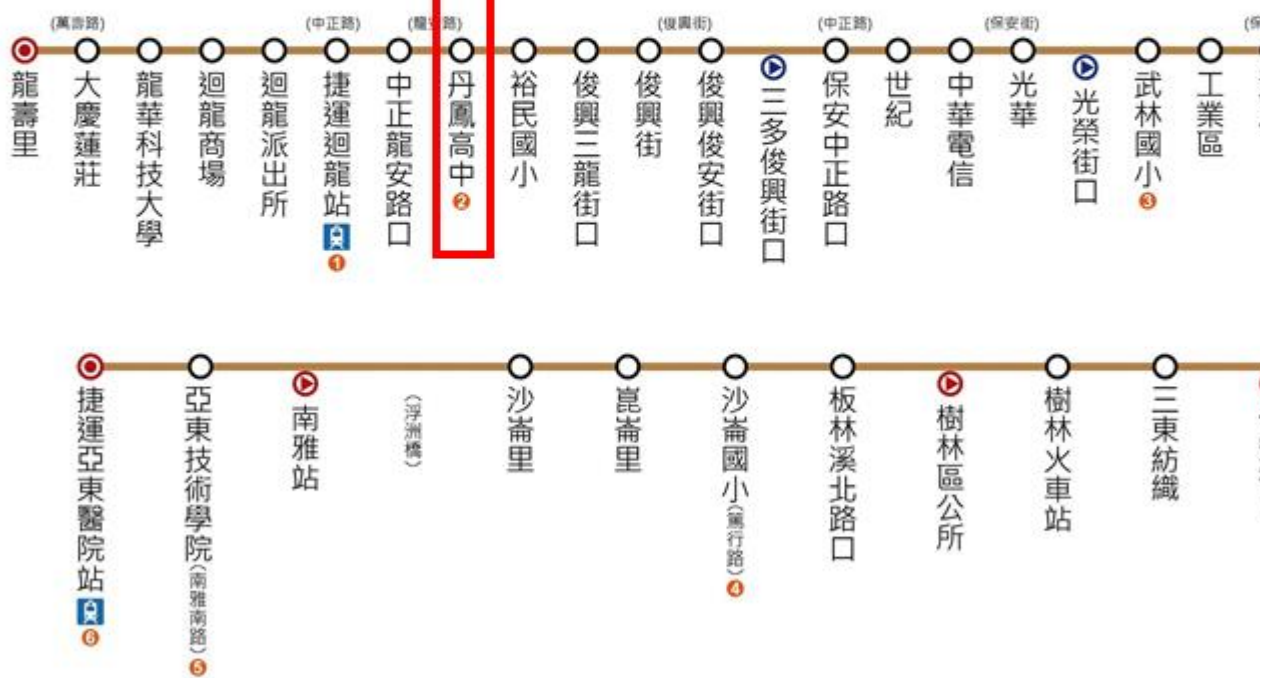 (萬壽路)
(中正路)
(龍安路)
(俊興街)
(中正路)
(保安街)
龍壽里
大慶蓮莊
龍華科技大學
迴龍商場
迴龍派出所
捷運迴龍站 1
中正龍安路口
丹鳳高中 2
裕民國小
俊興三龍街口
俊興街
俊興俊安街口
三多俊興街口
保安中正路口
世紀
中華電信
光華
光榮街口
武林國小 3
工業區
捷運亞東醫院站 6
亞東技術學院(南雅南路) 5
南雅站
(浮洲橋)
沙崙里
崑崙里
沙崙國小(篤行路) 4
板林溪北路口
樹林區公所
樹林火車站
三東紡織